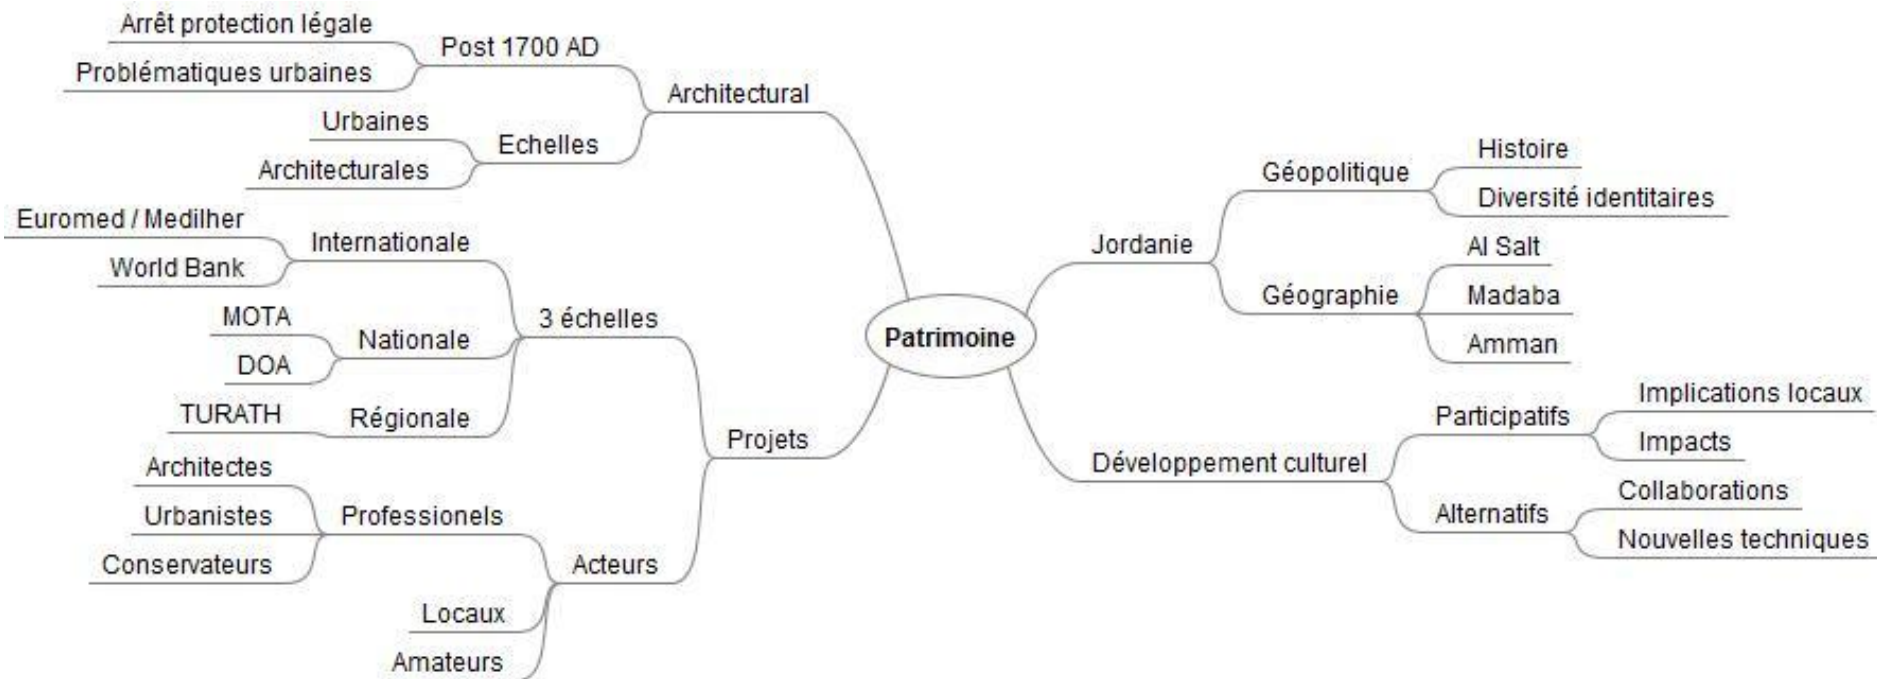 Arrêt protection légale
Post 1700 AD
Problématiques urbaines
Architectural
Urbaines
Echelles
Architecturales
Euromed / Medilher
Internationale
World Bank
MOTA
3 échelles
Nationale
DOA
TURATH
Régionale
Projets
Architectes
Urbanistes
Professionels
Conservateurs
Acteurs
Locaux
Amateurs
Patrimoine
Histoire
Géopolitique
Diversité identitaires
Jordanie
Al Salt
Géographie
Madaba
Amman
Implications locaux
Participatifs
Impacts
Développement culturel
Collaborations
Alternatifs
Nouvelles techniques